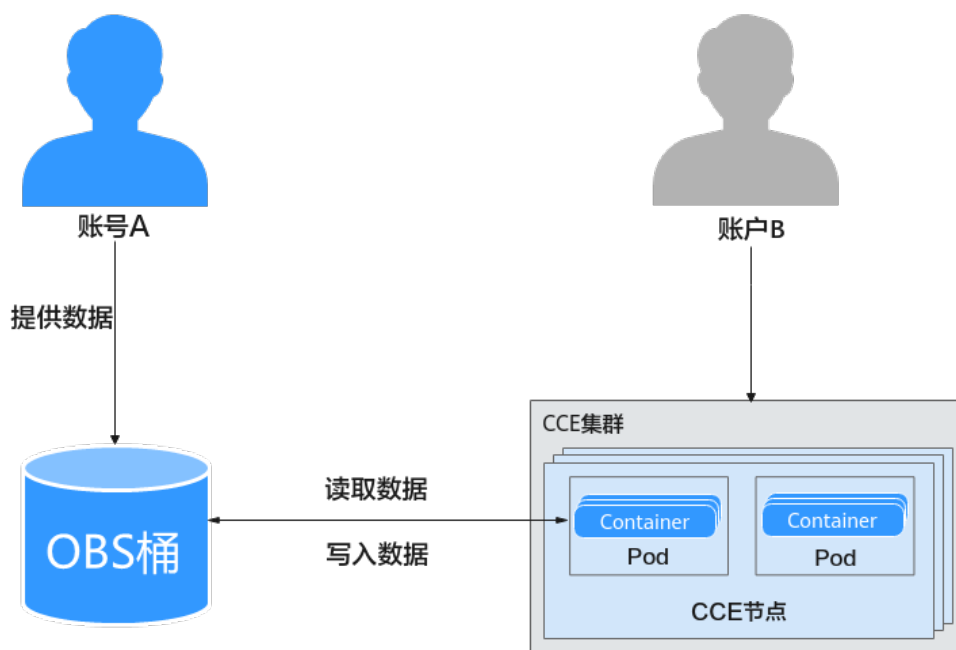 账号A
账户B
提供数据
CCE集群
读取数据
写入数据
OBS桶
Container
Pod
Container
Pod
CCE节点